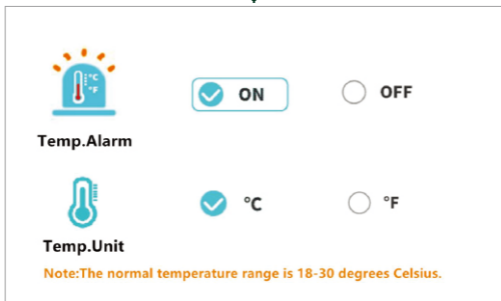 °C
°F
ON
OFF
Temp.Alarm
°C
°F
Temp.Unit
Note:The normal temperature range is 18-30 degrees Celsius.